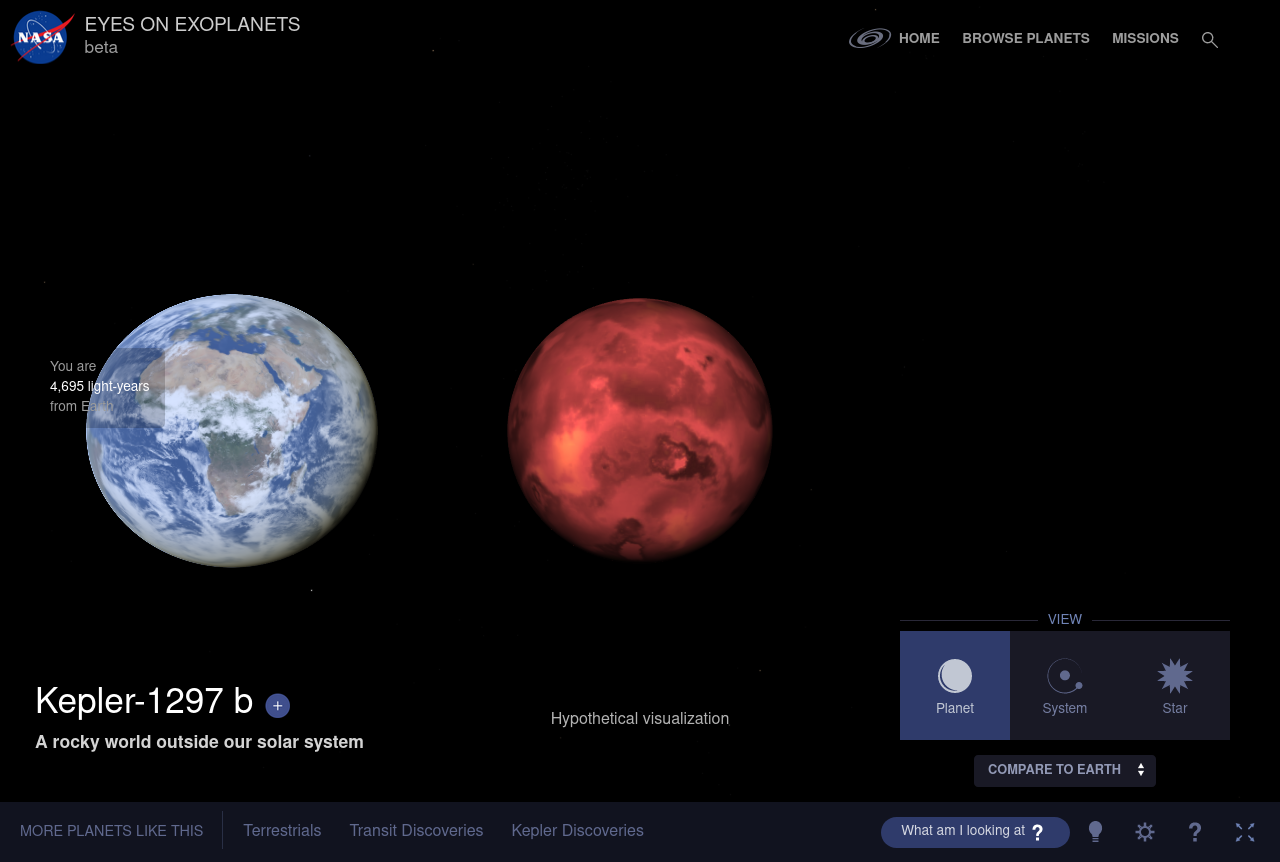 NASA
EYES ON EXOPLANETS
beta
HOME
BROWSE PLANETS
MISSIONS
You are
4,695 light-years
from Earth
VIEW
Planet
System
Star
Kepler-1297 b
+
A rocky world outside our solar system
Hypothetical visualization
COMPARE TO EARTH
MORE PLANETS LIKE THIS
Terrestrials
Transit Discoveries
Kepler Discoveries
What am I looking at ?
?